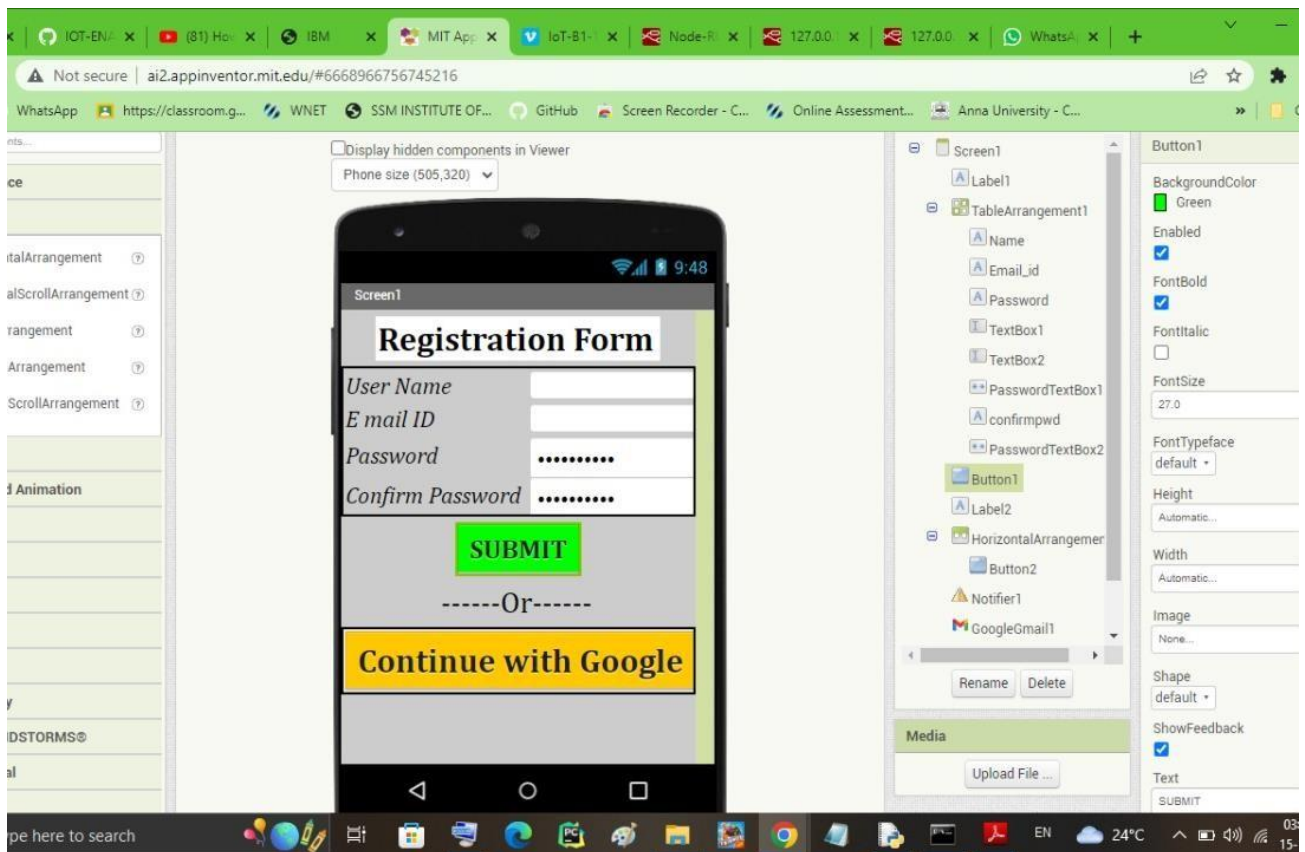 IOT-ENA
(81) Ho
IBM
MIT App
IoT-B1-
Node-R
127.0.0.
127.0.0.
WhatsA
Not secure | ai2.appinventor.mit.edu/#6668966756745216
WhatsApp
https://classroom.g...
WNET
SSM INSTITUTE OF...
GitHub
Screen Recorder - C...
Online Assessment...
Anna University - C...
»
nts...
ce
talArrangement
alScrollArrangement
rangement
Arrangement
ScrollArrangement
d Animation
y
DSTORMS®
al
Display hidden components in Viewer
Phone size (505,320)
9:48
Screen1
Registration Form
User Name
E mail ID
Password
••••••••••
Confirm Password
••••••••••
SUBMIT
------Or------
Continue with Google
Screen1
Label1
TableArrangement1
Name
Email_id
Password
TextBox1
TextBox2
PasswordTextBox1
confirmpwd
PasswordTextBox2
Button1
Label2
HorizontalArrangemer
Button2
Notifier1
GoogleGmail1
Rename
Delete
Media
Upload File ...
Button1
BackgroundColor
Green
Enabled
FontBold
FontItalic
FontSize
27.0
FontTypeface
default
Height
Automatic...
Width
Automatic...
Image
None...
Shape
default
ShowFeedback
Text
SUBMIT
ype here to search
EN
24°C
03:
15-